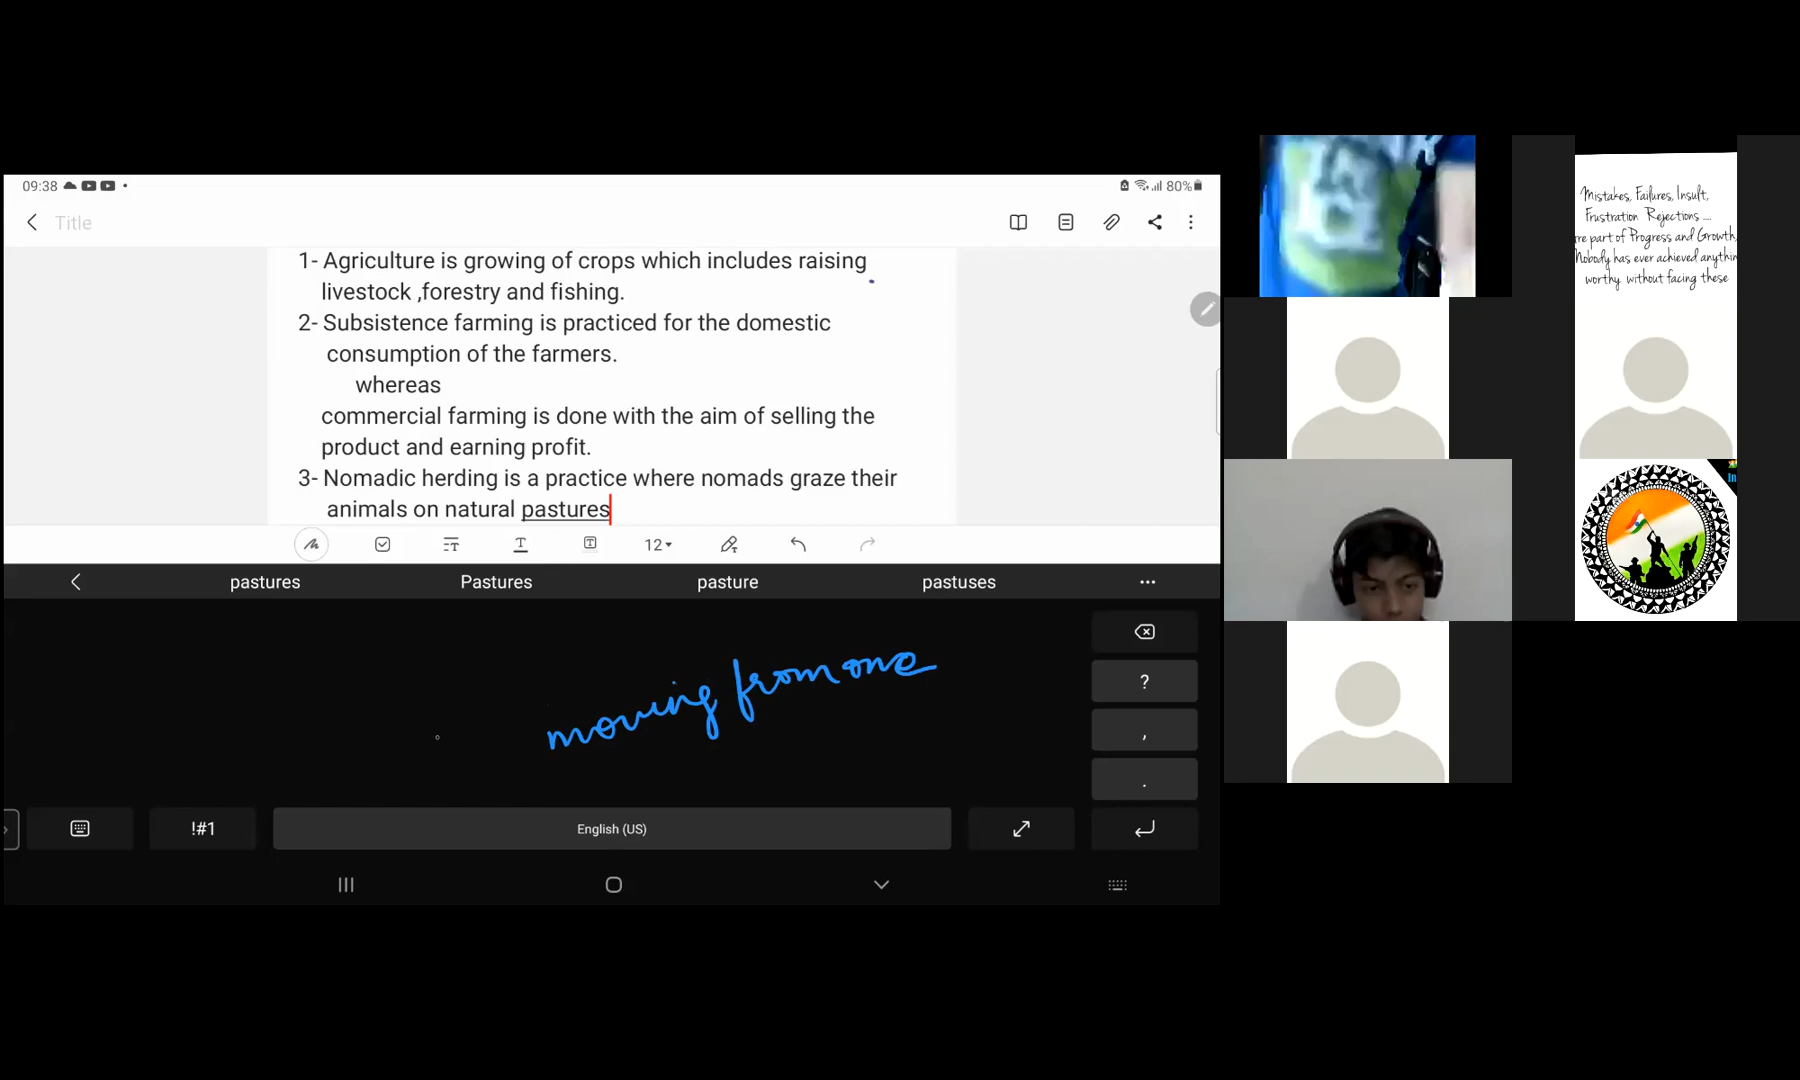 09:38
80%
Title
1- Agriculture is growing of crops which includes raising
livestock ,forestry and fishing.
2- Subsistence farming is practiced for the domestic
consumption of the farmers.
whereas
commercial farming is done with the aim of selling the
product and earning profit.
3- Nomadic herding is a practice where nomads graze their
animals on natural pastures
12
pastures Pastures pasture pastuses
moving from one
?
,
.
!#1
English (US)
Mistakes, Failures, Insult,
Frustration Rejections ....
re part of Progress and Growth,
Nobody has ever achieved anythin
worthy without facing these
In